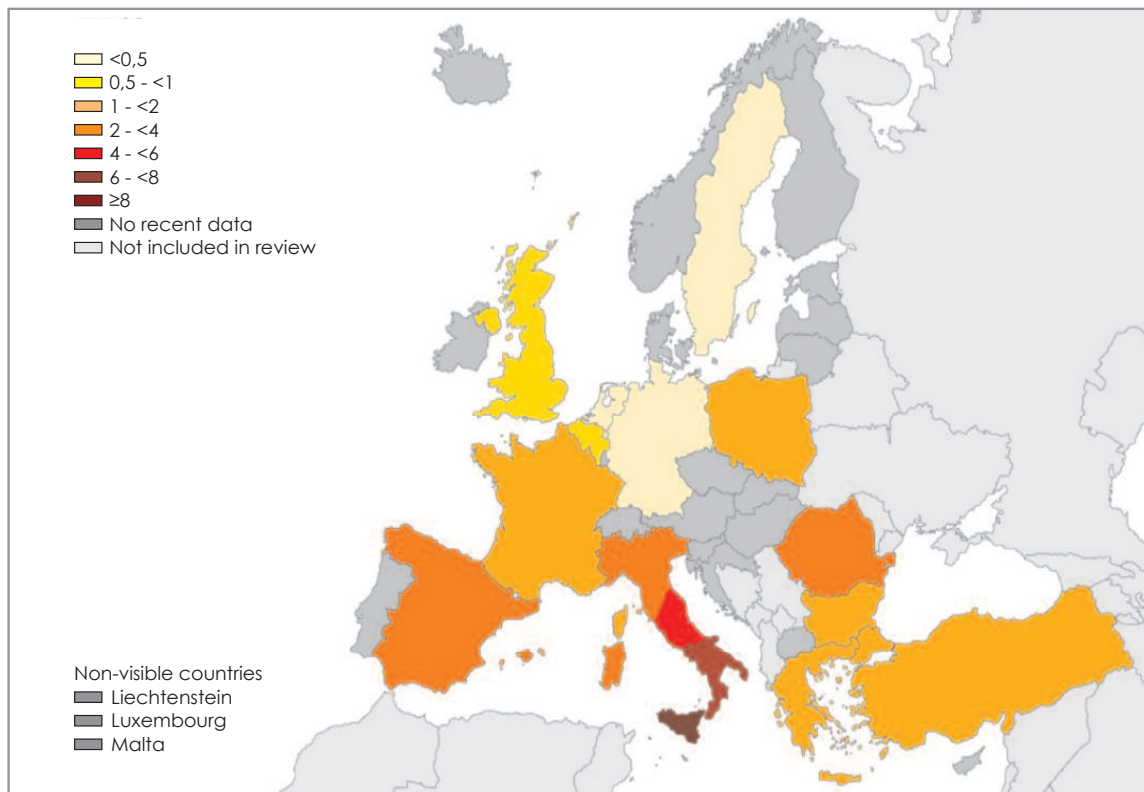 <0,5
0,5 - <1
1 - <2
2 - <4
4 - <6
6 - <8
≥8
No recent data
Not included in review
Non-visible countries
Liechtenstein
Luxembourg
Malta